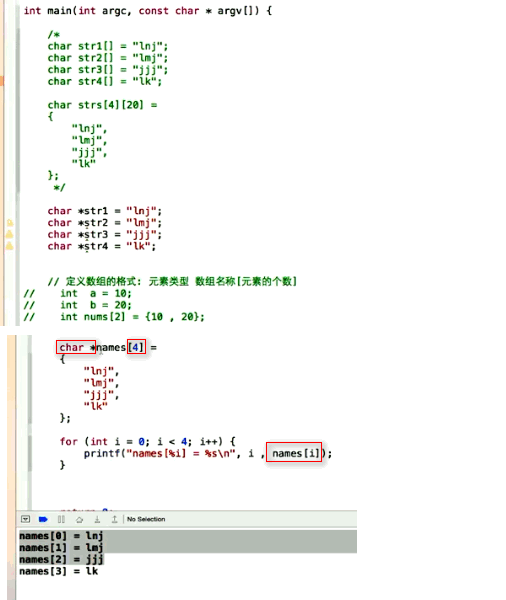 int main(int argc, const char * argv[]) {
/*
char str1[] = "lnj";
char str2[] = "lmj";
char str3[] = "jjj";
char str4[] = "lk";
char strs[4][20] =
{
"lnj",
"lmj",
"jjj",
"lk"
};
*/
char *str1 = "lnj";
char *str2 = "lmj";
char *str3 = "jjj";
char *str4 = "lk";
// 定义数组的格式: 元素类型 数组名称[元素的个数]
// int a = 10;
// int b = 20;
// int nums[2] = {10 , 20};
char *names[4] =
{
"lnj",
"lmj",
"jjj",
"lk"
};
for (int i = 0; i < 4; i++) {
printf("names[%i] = %s\n", i , names[i]);
}
No Selection
names[0] = lnj
names[1] = lmj
names[2] = jjj
names[3] = lk